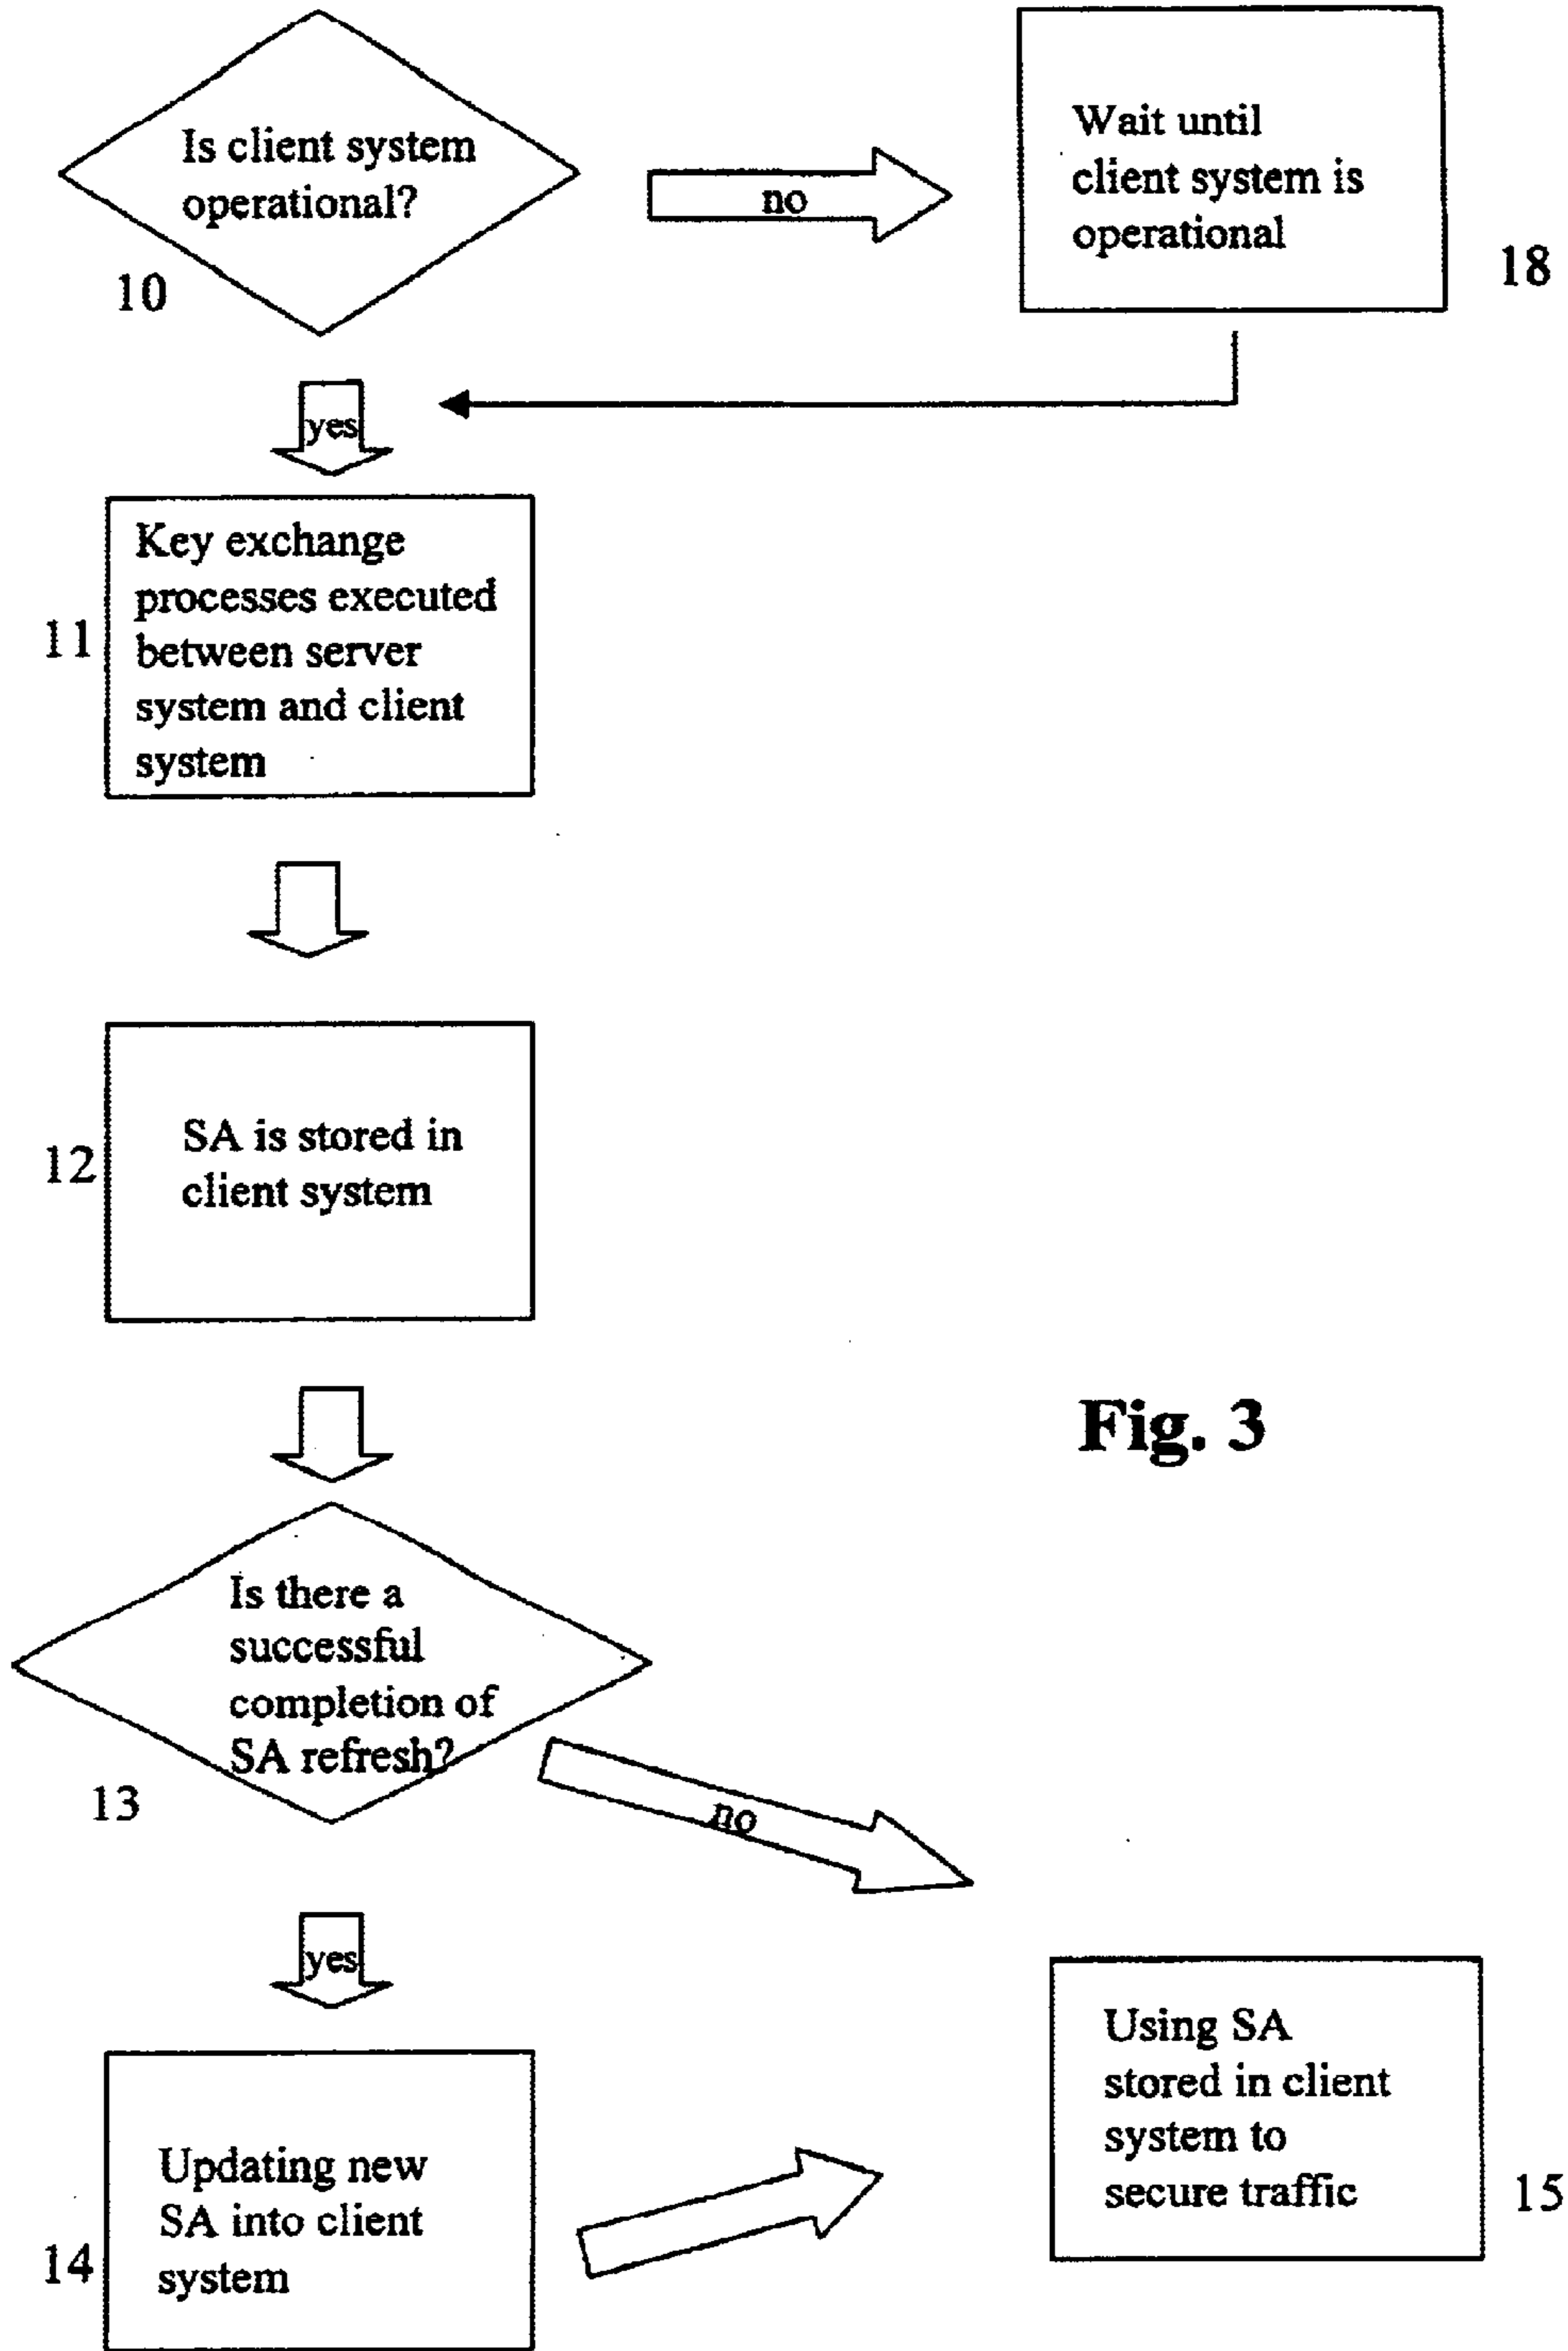 Is client system
operational?
10
no
Wait until
client system is
operational
18
yes
Key exchange
processes executed
between server
system and client
system
11
SA is stored in
client system
12
Fig. 3
Is there a
successful
completion of
SA refresh?
13
no
yes
Updating new
SA into client
system
14
Using SA
stored in client
system to
secure traffic
15